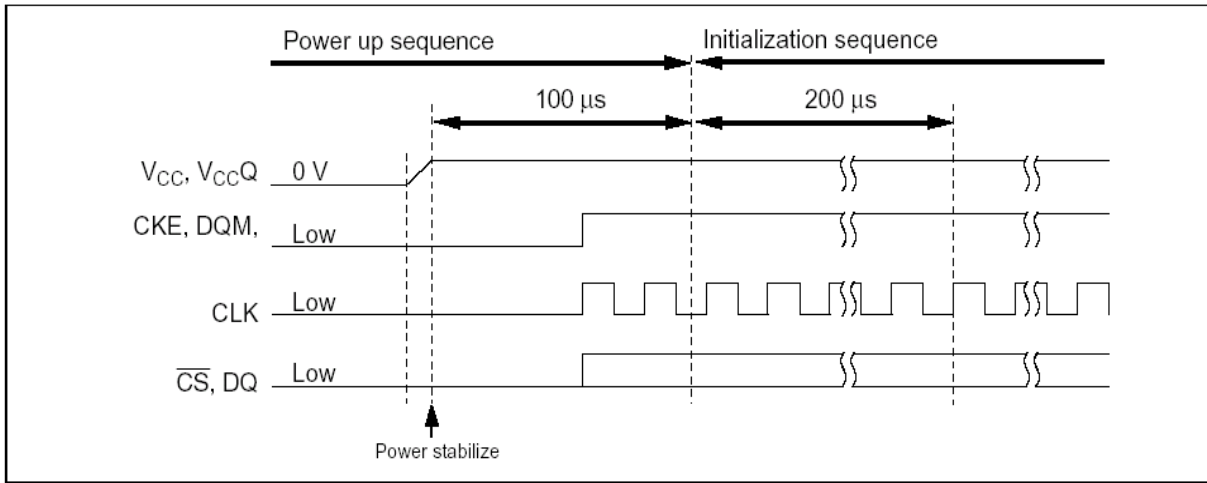 Power up sequence
Initialization sequence
100 μs
200 μs
VCC, VCCQ
0 V
CKE, DQM,
Low
CLK
Low
CS, DQ
Low
Power stabilize